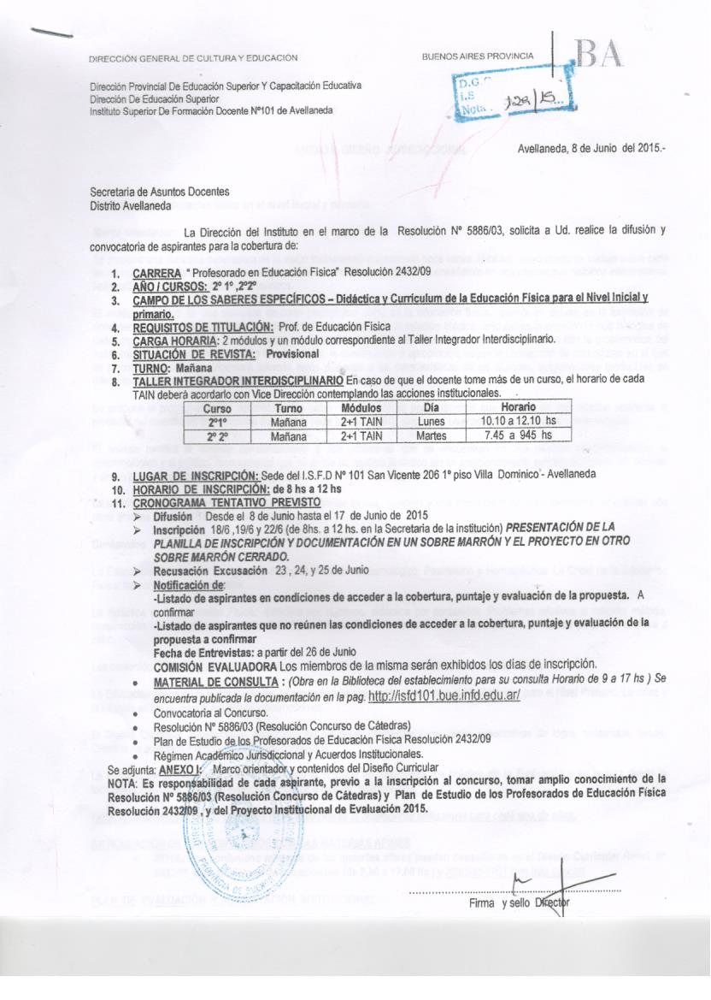 DIRECCIÓN GENERAL DE CULTURA Y EDUCACIÓN
BUENOS AIRES PROVINCIA
BA
D.G.C
I.S
Nota
129/15
Dirección Provincial De Educación Superior Y Capacitación Educativa
Dirección De Educación Superior
Instituto Superior De Formación Docente Nº101 de Avellaneda
Avellaneda, 8 de Junio del 2015.-
Secretaria de Asuntos Docentes
Distrito Avellaneda
La Dirección del Instituto en el marco de la Resolución Nº 5886/03, solicita a Ud. realice la difusión y
convocatoria de aspirantes para la cobertura de:
1. CARRERA " Profesorado en Educación Física" Resolución 2432/09
2. AÑO / CURSOS: 2º 1º ,2º2º
3. CAMPO DE LOS SABERES ESPECÍFICOS – Didáctica y Curriculum de la Educación Física para el Nivel Inicial y
primario.
4. REQUISITOS DE TITULACIÓN: Prof. de Educación Fisica
5. CARGA HORARIA: 2 módulos y un módulo correspondiente al Taller Integrador Interdisciplinario.
6. SITUACIÓN DE REVISTA: Provisional
7. TURNO: Mañana
8. TALLER INTEGRADOR INTERDISCIPLINARIO En caso de que el docente tome más de un curso, el horario de cada
TAIN deberá acordarlo con Vice Dirección contemplando las acciones institucionales.
Curso Turno Módulos Día Horario
2º1º Mañana 2+1 TAIN Lunes 10.10 a 12.10 hs
2º 2º Mañana 2+1 TAIN Martes 7.45 a 945 hs
9. LUGAR DE INSCRIPCIÓN: Sede del I.S.F.D Nº 101 San Vicente 206 1º piso Villa Dominico - Avellaneda
10. HORARIO DE INSCRIPCIÓN: de 8 hs a 12 hs
11. CRONOGRAMA TENTATIVO PREVISTO
➢ Difusión Desde el 8 de Junio hasta el 17 de Junio de 2015
➢ Inscripción 18/6 ,19/6 y 22/6 (de 8hs. a 12 hs. en la Secretaria de la institución) PRESENTACIÓN DE LA
PLANILLA DE INSCRIPCIÓN Y DOCUMENTACIÓN EN UN SOBRE MARRÓN Y EL PROYECTO EN OTRO
SOBRE MARRÓN CERRADO.
➢ Recusación Excusación 23 , 24, y 25 de Junio
➢ Notificación de:
-Listado de aspirantes en condiciones de acceder a la cobertura, puntaje y evaluación de la propuesta. A
confirmar
-Listado de aspirantes que no reúnen las condiciones de acceder a la cobertura, puntaje y evaluación de la
propuesta a confirmar
Fecha de Entrevistas: a partir del 26 de Junio
COMISIÓN EVALUADORA Los miembros de la misma serán exhibidos los días de inscripción.
• MATERIAL DE CONSULTA : (Obra en la Biblioteca del establecimiento para su consulta Horario de 9 a 17 hs ) Se
encuentra publicada la documentación en la pag. http://isfd101.bue.infd.edu.ar/
• Convocatoria al Concurso.
• Resolución Nº 5886/03 (Resolución Concurso de Cátedras)
• Plan de Estudio de los Profesorados de Educación Física Resolución 2432/09
• Régimen Académico Jurisdiccional y Acuerdos Institucionales.
Se adjunta: ANEXO I: Marco orientador y contenidos del Diseño Curricular
NOTA: Es responsabilidad de cada aspirante, previo a la inscripción al concurso, tomar amplio conocimiento de la
Resolución Nº 5886/03 (Resolución Concurso de Cátedras) y Plan de Estudio de los Profesorados de Educación Física
Resolución 2432/09 , y del Proyecto Institucional de Evaluación 2015.
Firma y sello Director